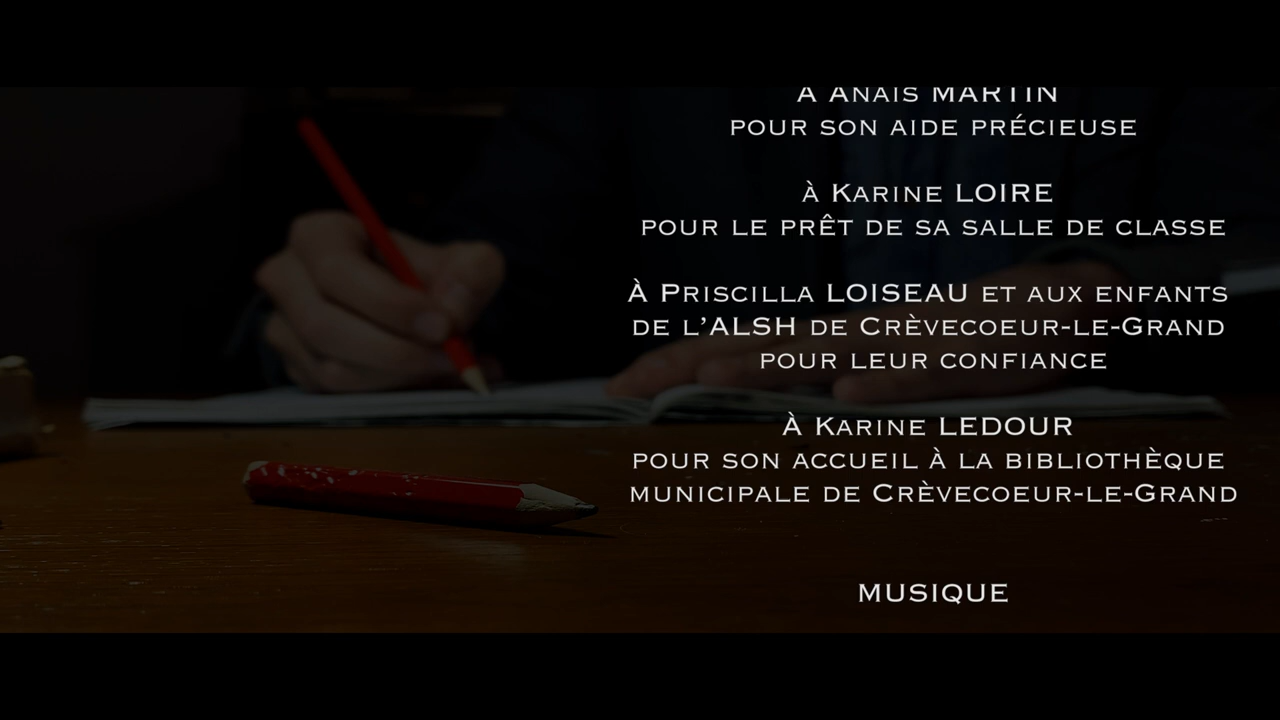 À Anaïs MARTIN
POUR SON AIDE PRÉCIEUSE
À Karine LOIRE
POUR LE PRÊT DE SA SALLE DE CLASSE
À Priscilla LOISEAU ET AUX ENFANTS
DE L’ALSH DE Crèvecoeur-le-Grand
POUR LEUR CONFIANCE
À Karine LEDOUR
POUR SON ACCUEIL À LA BIBLIOTHÈQUE
MUNICIPALE DE Crèvecoeur-le-Grand
MUSIQUE